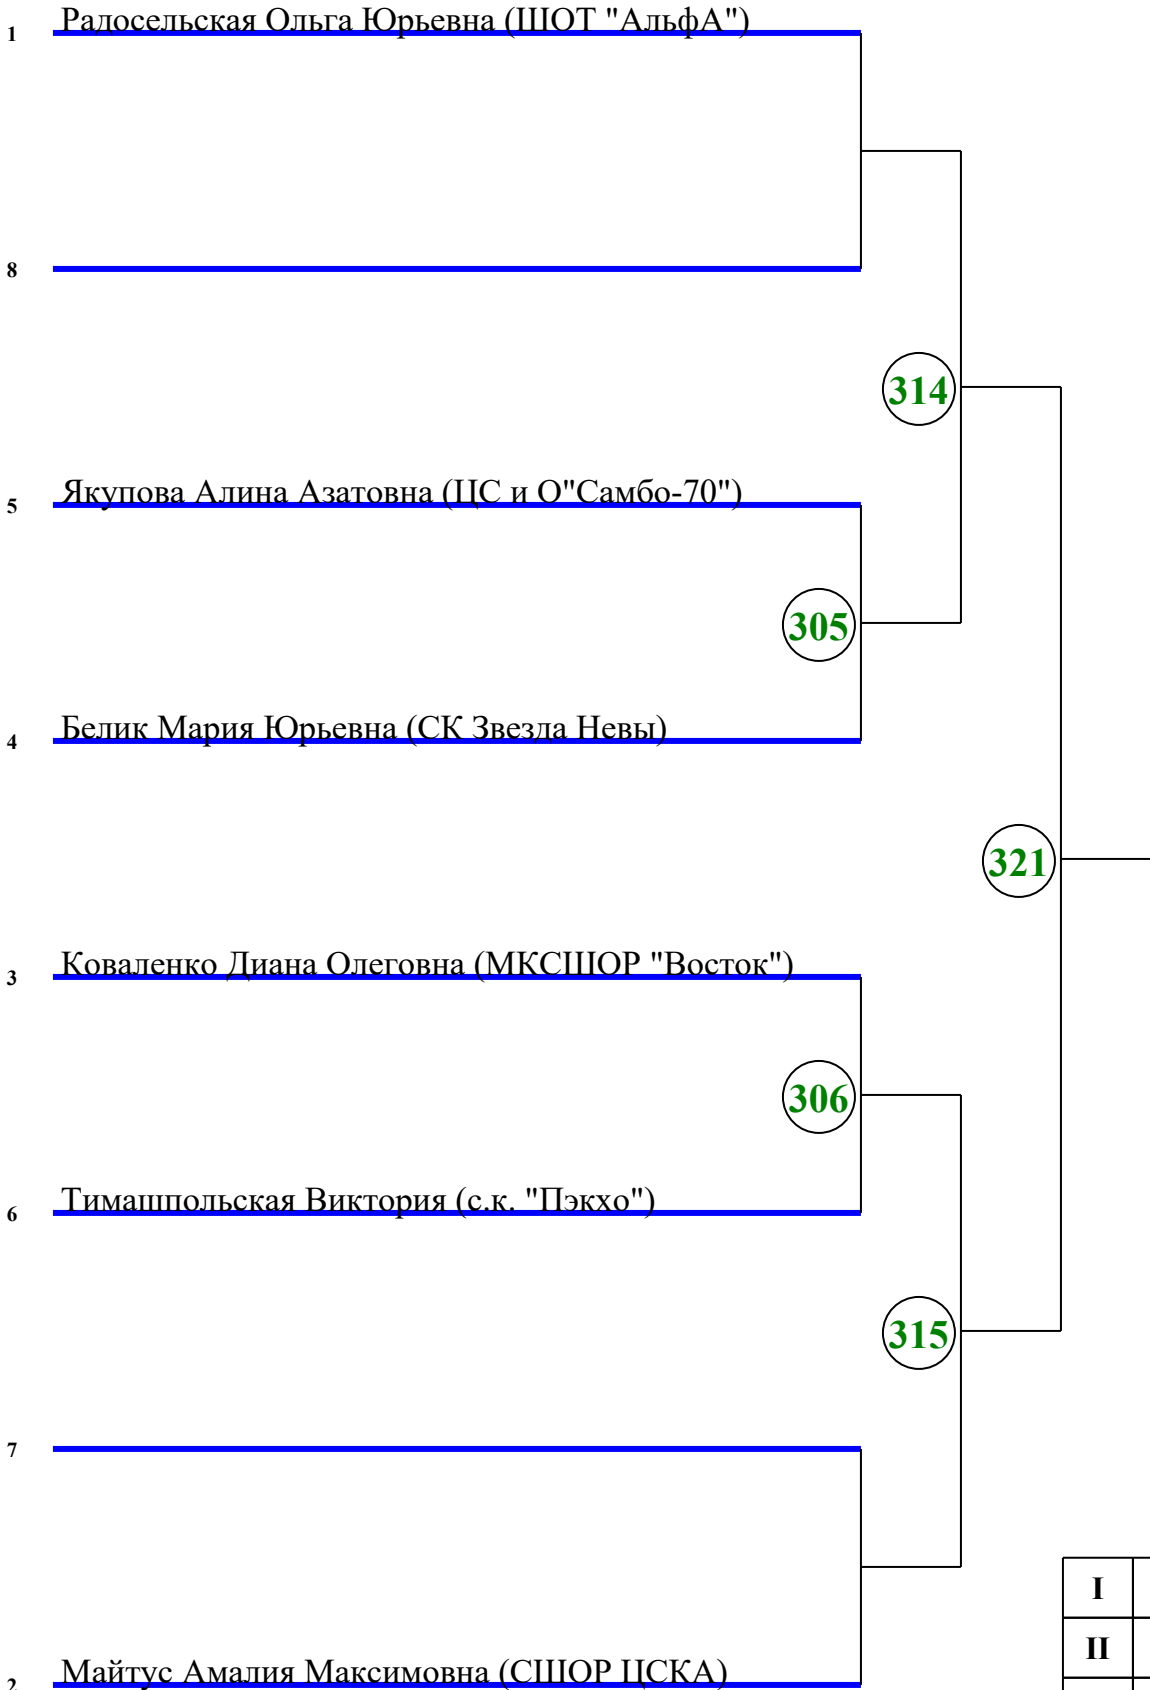 1 Радосельская Ольга Юрьевна (ШОТ "АльфА")
8
314
5 Якупова Алина Азатовна (ЦС и О"Самбо-70")
305
4 Белик Мария Юрьевна (СК Звезда Невы)
321
3 Коваленко Диана Олеговна (МКСШОР "Восток")
306
6 Тимашпольская Виктория (с.к. "Пэкхо")
315
7
I
II
2 Майтус Амалия Максимовна (СШОР ЦСКА)